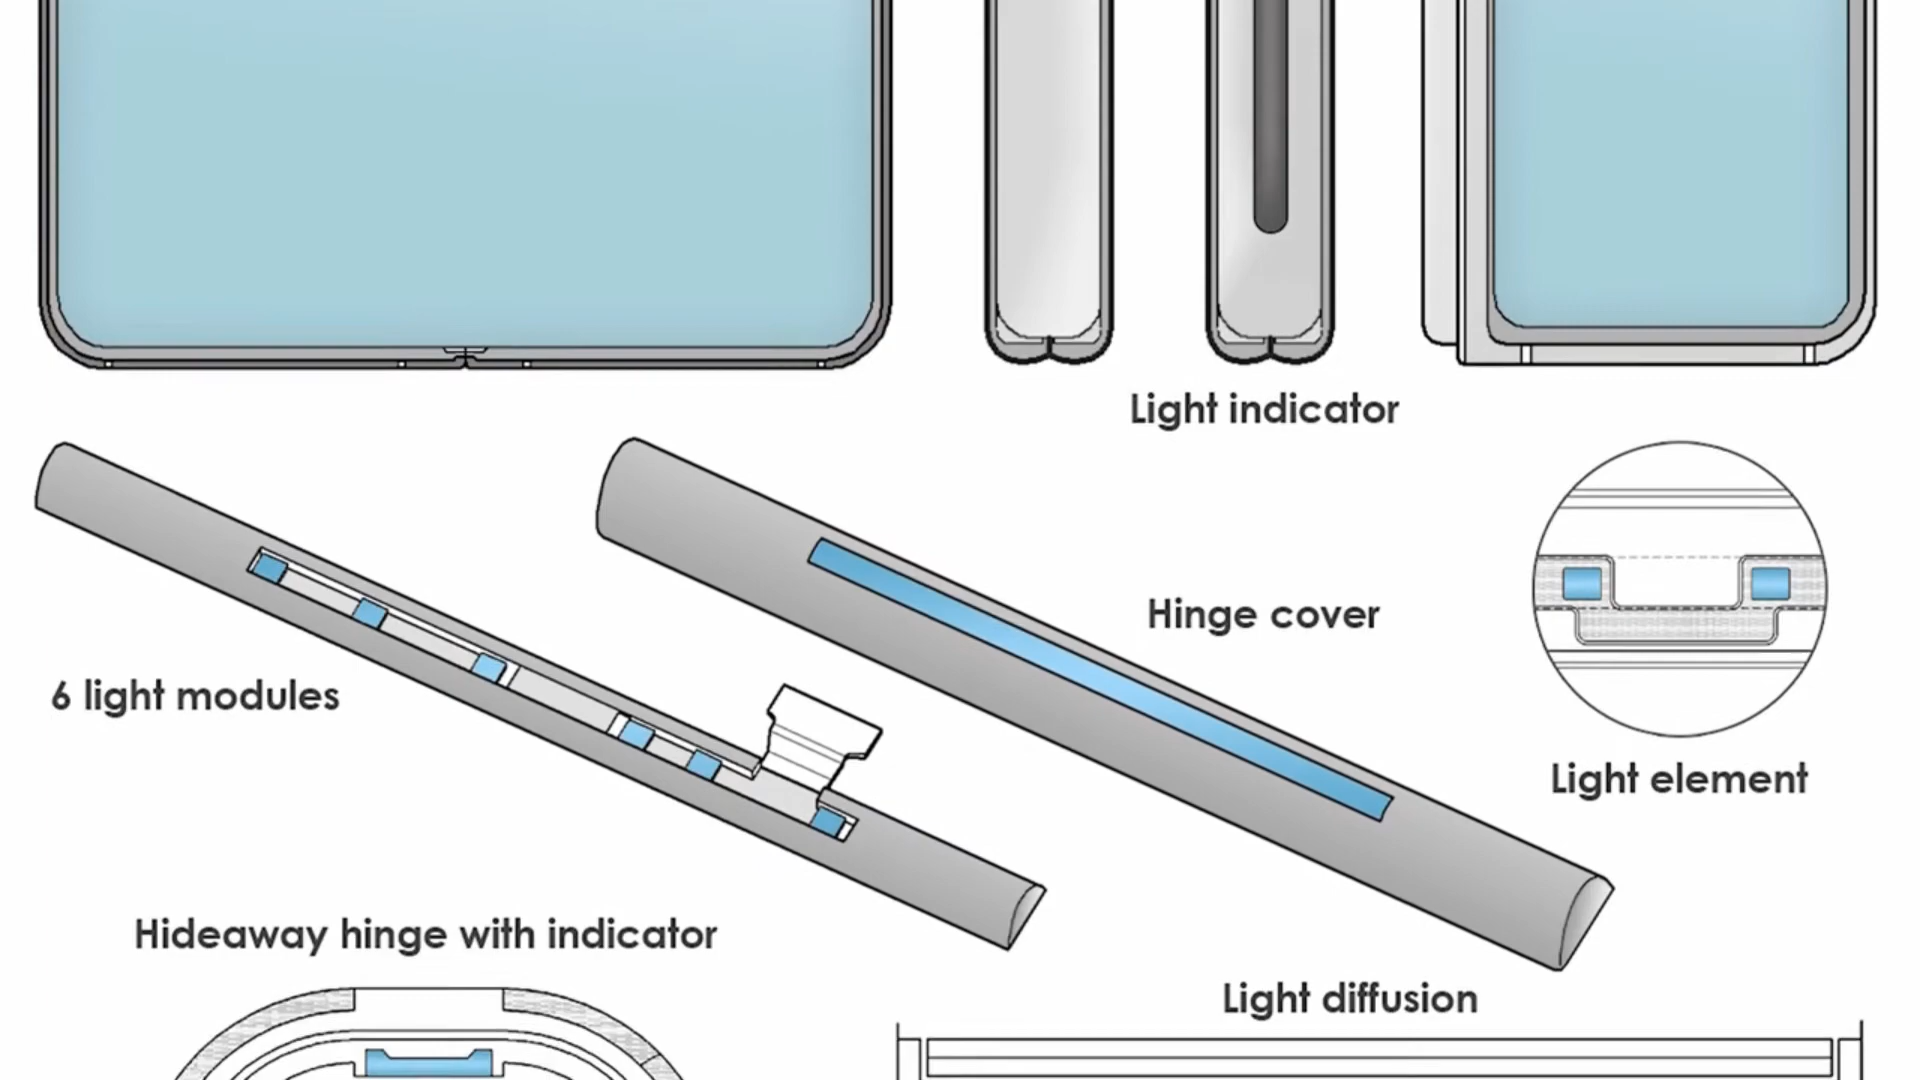 Light indicator
Hinge cover
6 light modules
Light element
Hideaway hinge with indicator
Light diffusion